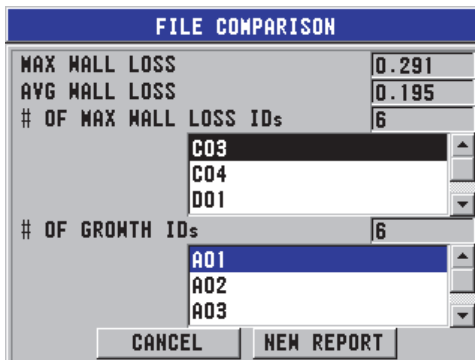 FILE COMPARISON
MAX WALL LOSS 0.291
AVG WALL LOSS 0.195
# OF MAX WALL LOSS IDs 6
C03
C04
D01
# OF GROWTH IDs 6
A01
A02
A03
CANCEL NEW REPORT